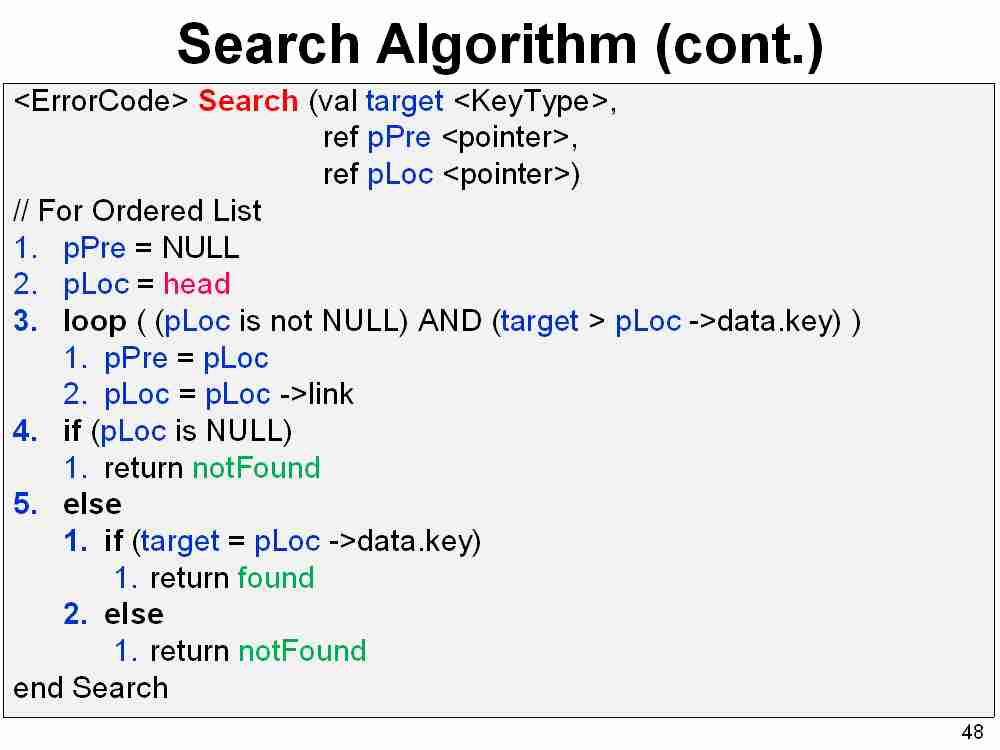 Search Algorithm (cont.)
<ErrorCode> Search (val target <KeyType>,
ref pPre <pointer>,
ref pLoc <pointer>)
// For Ordered List
1. pPre = NULL
2. pLoc = head
3. loop ( (pLoc is not NULL) AND (target > pLoc ->data.key) )
1. pPre = pLoc
2. pLoc = pLoc ->link
4. if (pLoc is NULL)
1. return notFound
5. else
1. if (target = pLoc ->data.key)
1. return found
2. else
1. return notFound
end Search
48